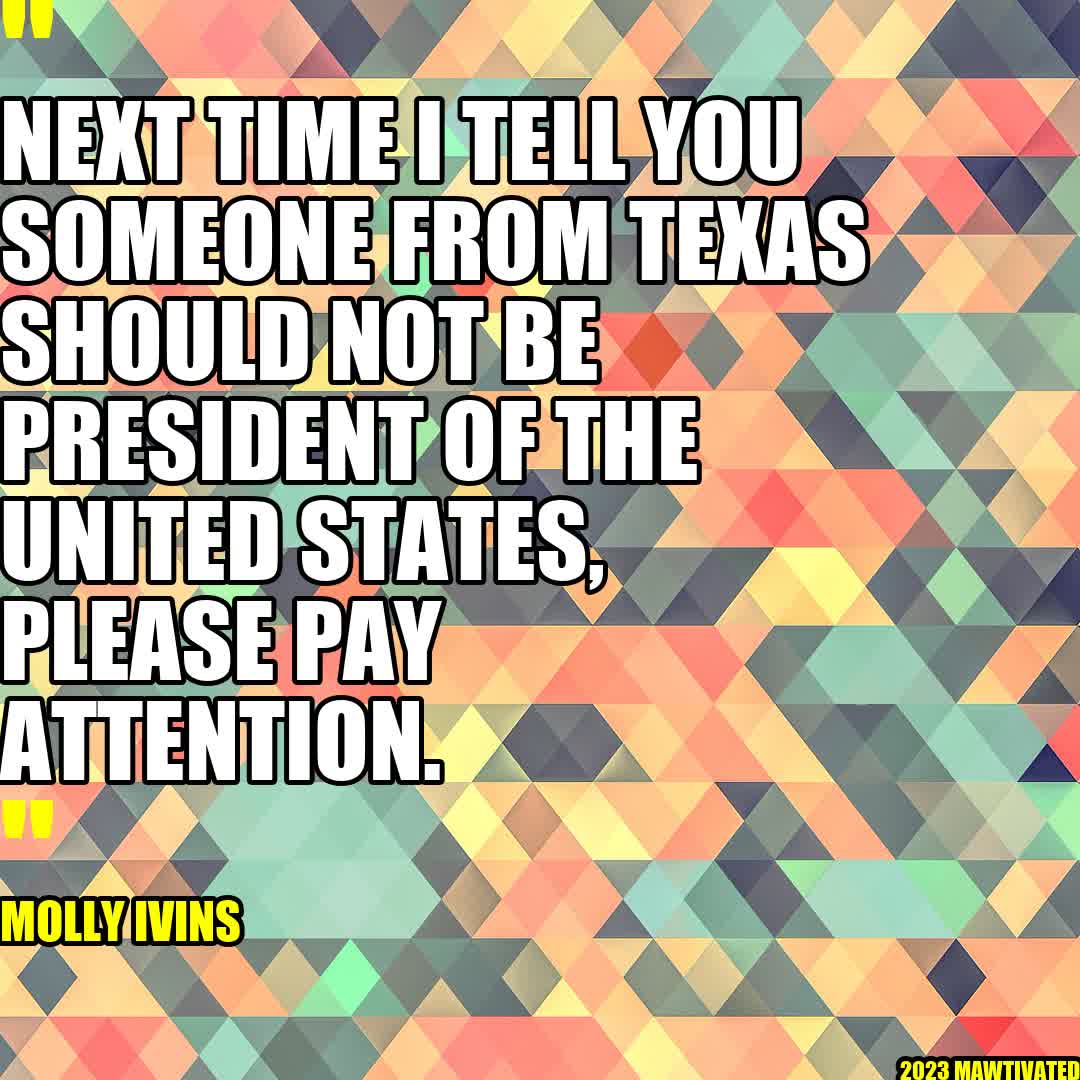 "
NEXT TIME I TELL YOU
SOMEONE FROM TEXAS
SHOULD NOT BE
PRESIDENT OF THE
UNITED STATES,
PLEASE PAY
ATTENTION.
"
MOLLY IVINS
2023 MAWTIVATED